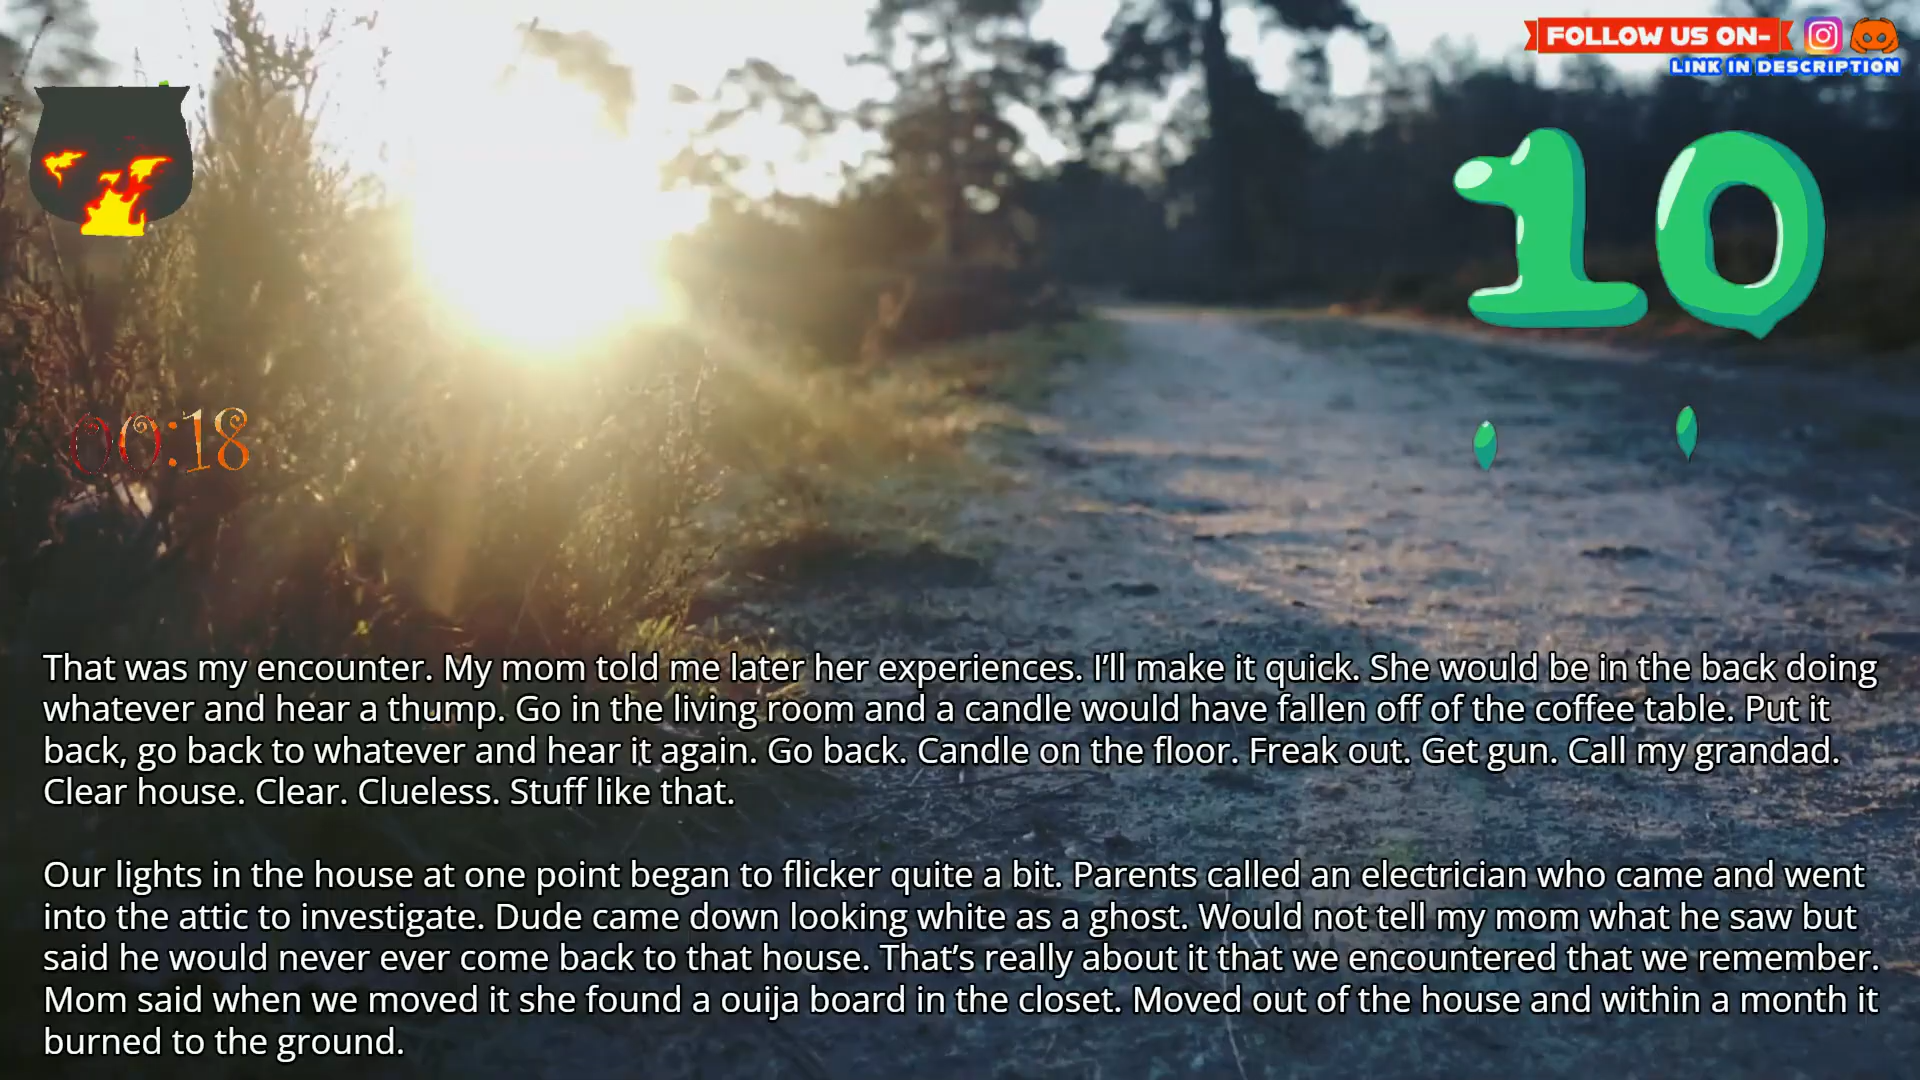 FOLLOW US ON-
LINK IN DESCRIPTION
10
00:18
That was my encounter. My mom told me later her experiences. I’ll make it quick. She would be in the back doing
whatever and hear a thump. Go in the living room and a candle would have fallen off of the coffee table. Put it
back, go back to whatever and hear it again. Go back. Candle on the floor. Freak out. Get gun. Call my grandad.
Clear house. Clear. Clueless. Stuff like that.
Our lights in the house at one point began to flicker quite a bit. Parents called an electrician who came and went
into the attic to investigate. Dude came down looking white as a ghost. Would not tell my mom what he saw but
said he would never ever come back to that house. That’s really about it that we encountered that we remember.
Mom said when we moved it she found a ouija board in the closet. Moved out of the house and within a month it
burned to the ground.